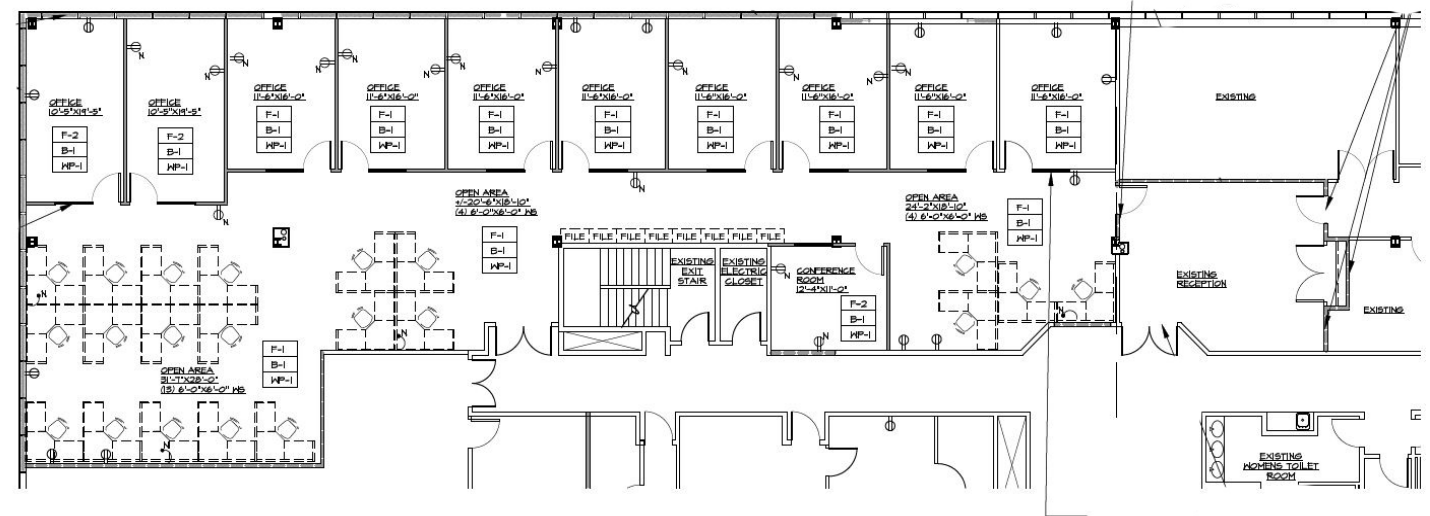 OFFICE
10'-5"X19'-5"
F-2
B-1
WP-1
OFFICE
10'-5"X19'-5"
F-2
B-1
WP-1
N
N
OFFICE
11'-6"X16'-0"
F-1
B-1
WP-1
N
OFFICE
11'-6"X16'-0"
F-1
B-1
WP-1
N
N
OFFICE
11'-6"X16'-0"
F-1
B-1
WP-1
N
OFFICE
11'-6"X16'-0"
F-1
B-1
WP-1
OFFICE
11'-6"X16'-0"
F-1
B-1
WP-1
N
OFFICE
11'-6"X16'-0"
F-1
B-1
WP-1
N
N
OFFICE
11'-6"X16'-0"
F-1
B-1
WP-1
OFFICE
11'-6"X16'-0"
F-1
B-1
WP-1
N
EXISTING
N
N
N
OPEN AREA
+/-20'-6"X18'-10"
(4) 6'-0"X6'-0" WS
F-1
B-1
WP-1
OPEN AREA
24'-2"X18'-10"
(4) 6'-0"X6'-0" WS
F-1
B-1
WP-1
FILE FILE FILE FILE FILE FILE FILE FILE
EXISTING
EXIT
STAIR
EXISTING
ELECTRIC
CLOSET
CONFERENCE
ROOM
12'-4"X11'-0"
F-2
B-1
WP-1
N
N
EXISTING
RECEPTION
EXISTING
N
N
N
OPEN AREA
31'-7"X28'-0"
(13) 6'-0"X6'-0" WS
F-1
B-1
WP-1
N
EXISTING
WOMENS TOILET
ROOM